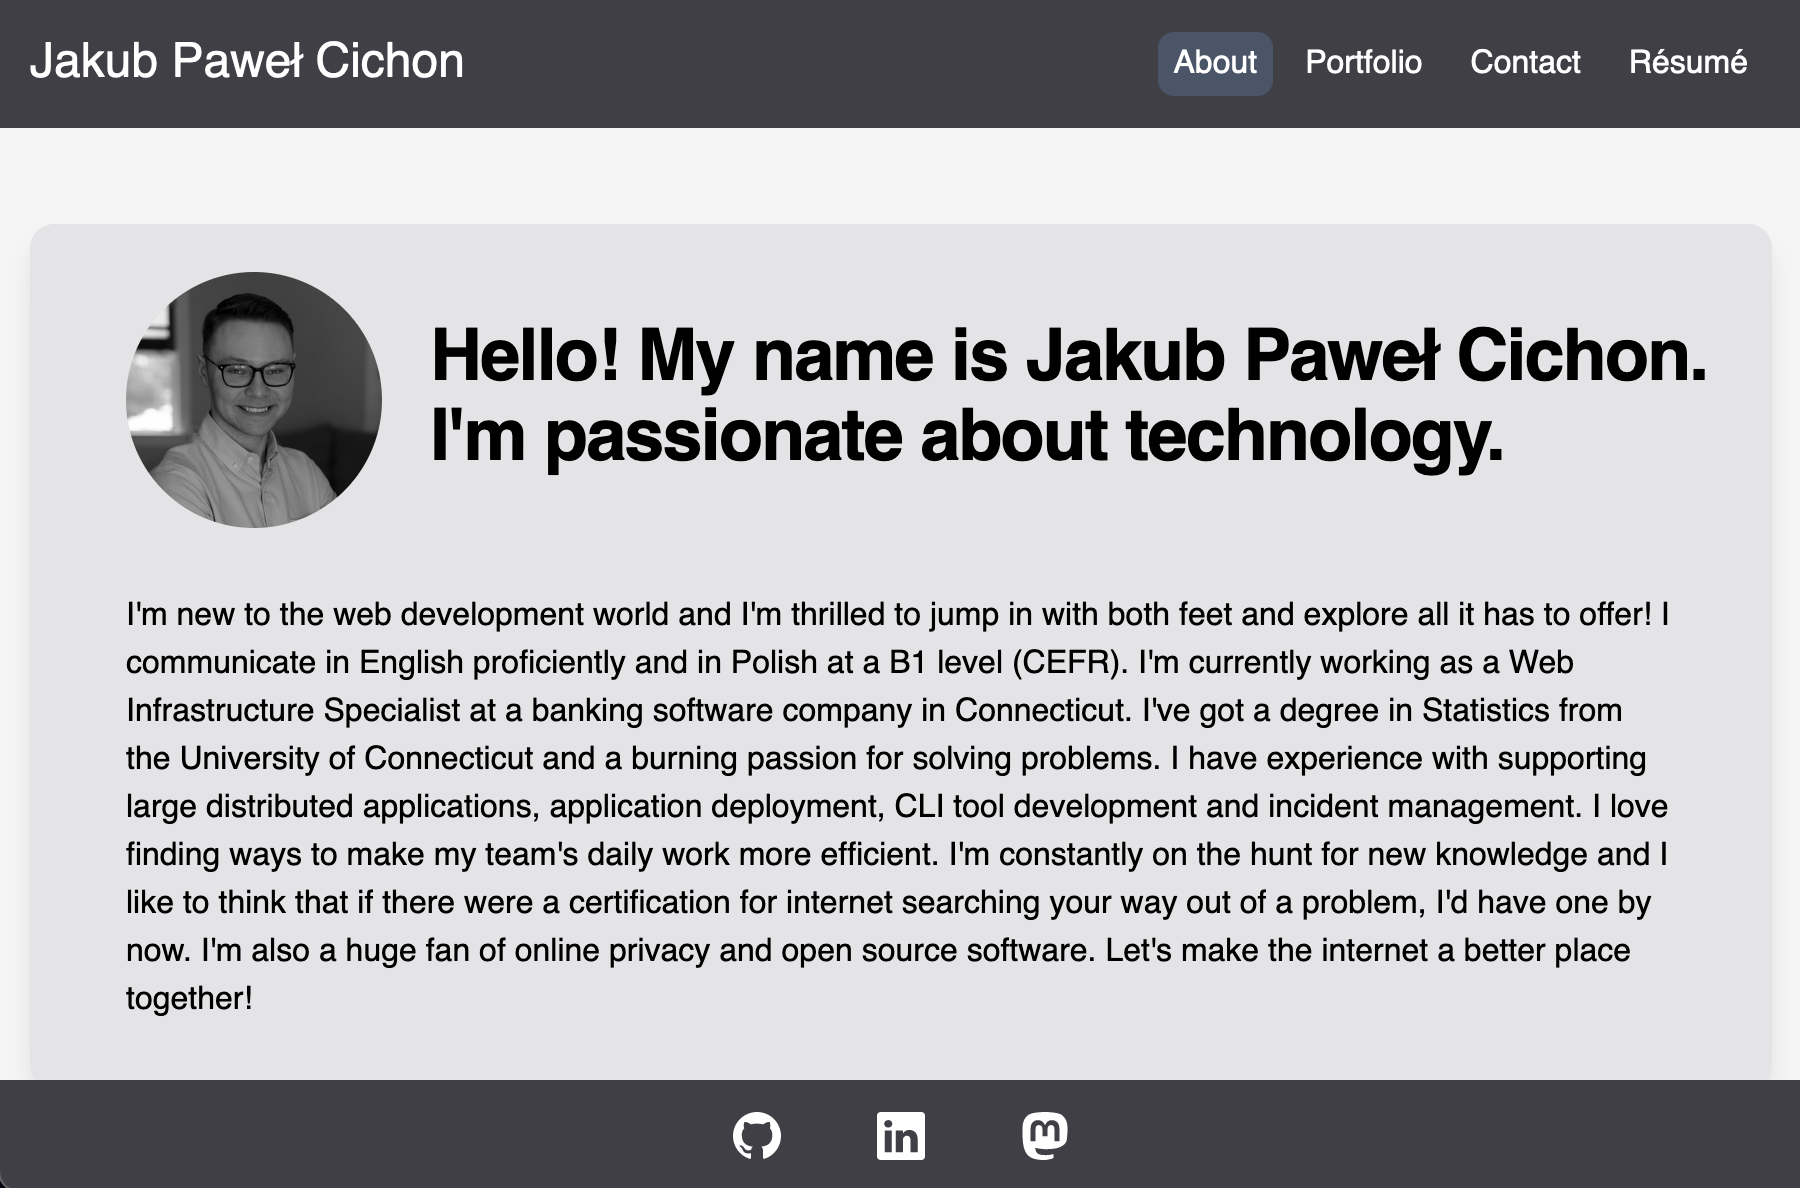 Jakub Paweł Cichon
About Portfolio Contact Résumé
Hello! My name is Jakub Paweł Cichon.
I'm passionate about technology.
I'm new to the web development world and I'm thrilled to jump in with both feet and explore all it has to offer! I
communicate in English proficiently and in Polish at a B1 level (CEFR). I'm currently working as a Web
Infrastructure Specialist at a banking software company in Connecticut. I've got a degree in Statistics from
the University of Connecticut and a burning passion for solving problems. I have experience with supporting
large distributed applications, application deployment, CLI tool development and incident management. I love
finding ways to make my team's daily work more efficient. I'm constantly on the hunt for new knowledge and I
like to think that if there were a certification for internet searching your way out of a problem, I'd have one by
now. I'm also a huge fan of online privacy and open source software. Let's make the internet a better place
together!
in
m